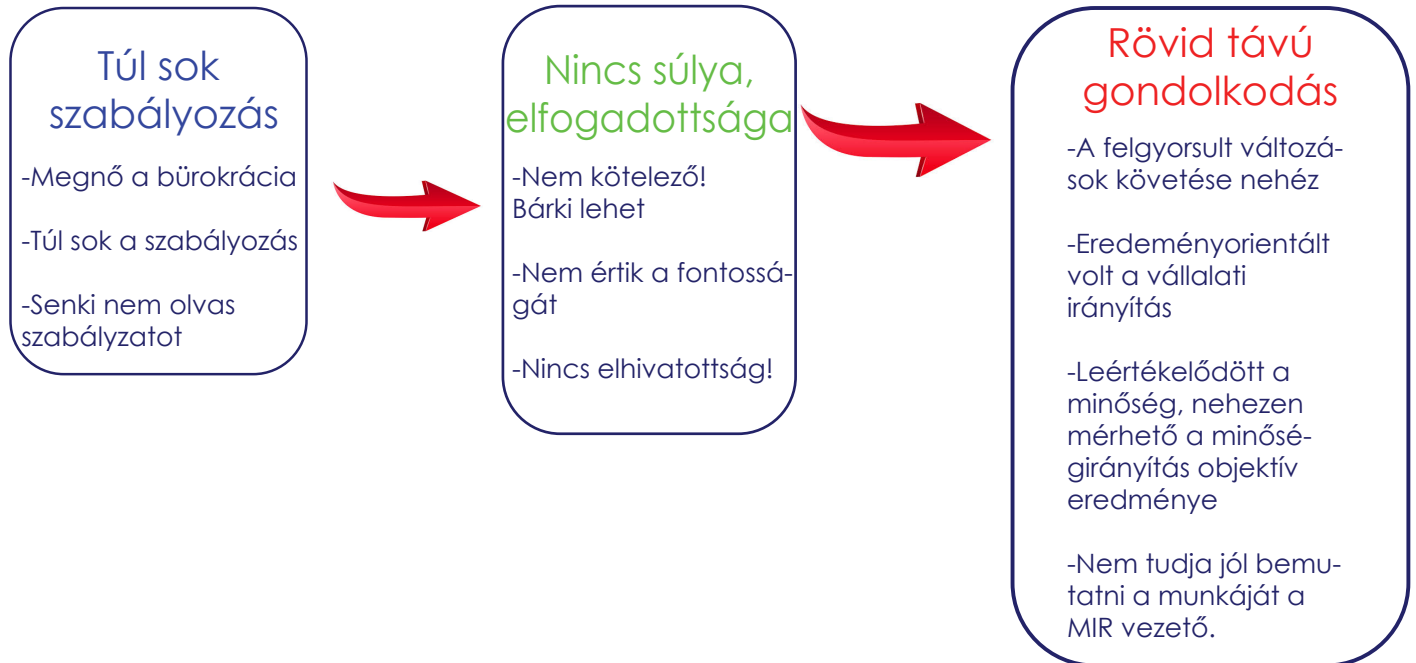 Túl sok
szabályozás
-Megnő a bürokrácia
-Túl sok a szabályozás
-Senki nem olvas
szabályzatot
Nincs súlya,
elfogadottsága
-Nem kötelező!
Bárki lehet
-Nem értik a fontossá-
gát
-Nincs elhivatottság!
Rövid távú
gondolkodás
-A felgyorsult változá-
sok követése nehéz
-Eredeményorientált
volt a vállalati
irányítás
-Leértékelődött a
minőség, nehezen
mérhető a minősé-
girányítás objektív
eredménye
-Nem tudja jól bemu-
tatni a munkáját a
MIR vezető.